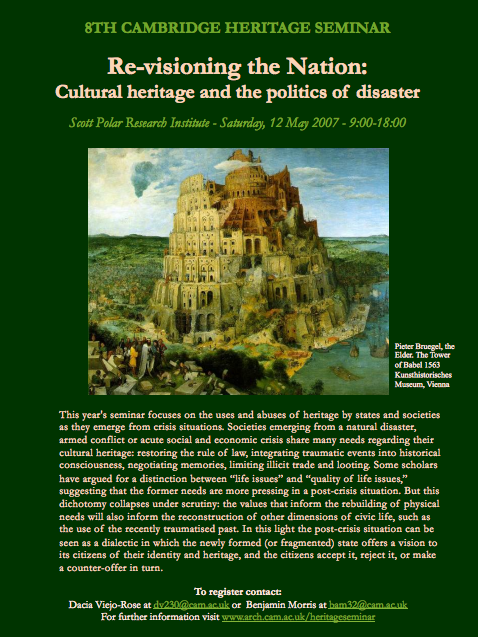 8TH CAMBRIDGE HERITAGE SEMINAR
Re-visioning the Nation:
Cultural heritage and the politics of disaster
Scott Polar Research Institute - Saturday, 12 May 2007 - 9:00-18:00
Pieter Bruegel, the
Elder. The Tower
of Babel 1563
Kunsthistorisches
Museum, Vienna
This year's seminar focuses on the uses and abuses of heritage by states and societies
as they emerge from crisis situations. Societies emerging from a natural disaster,
armed conflict or acute social and economic crisis share many needs regarding their
cultural heritage: restoring the rule of law, integrating traumatic events into historical
consciousness, negotiating memories, limiting illicit trade and looting. Some scholars
have argued for a distinction between “life issues” and “quality of life issues,”
suggesting that the former needs are more pressing in a post-crisis situation. But this
dichotomy collapses under scrutiny: the values that inform the rebuilding of physical
needs will also inform the reconstruction of other dimensions of civic life, such as
the use of the recently traumatised past. In this light the post-crisis situation can be
seen as a dialectic in which the newly formed (or fragmented) state offers a vision to
its citizens of their identity and heritage, and the citizens accept it, reject it, or make
a counter-offer in turn.
To register contact:
Dacia Viejo-Rose at dv230@cam.ac.uk or Benjamin Morris at bam32@cam.ac.uk
For further information visit www.arch.cam.ac.uk/heritageseminar